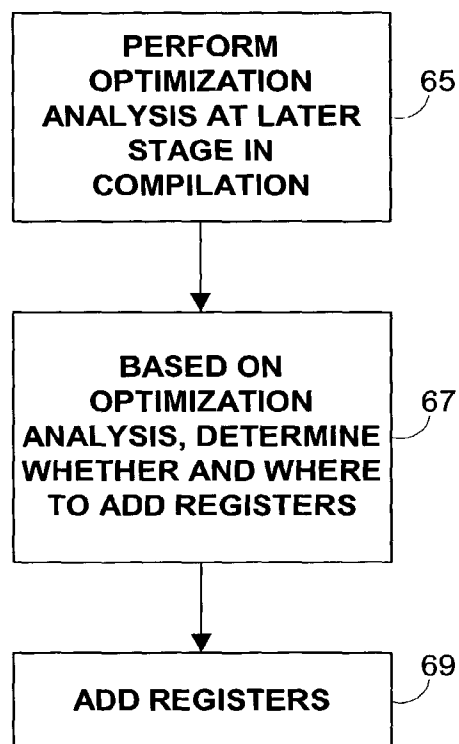 PERFORM
OPTIMIZATION
ANALYSIS AT LATER
STAGE IN
COMPILATION
65
BASED ON
OPTIMIZATION
ANALYSIS, DETERMINE
WHETHER AND WHERE
TO ADD REGISTERS
67
ADD REGISTERS
69